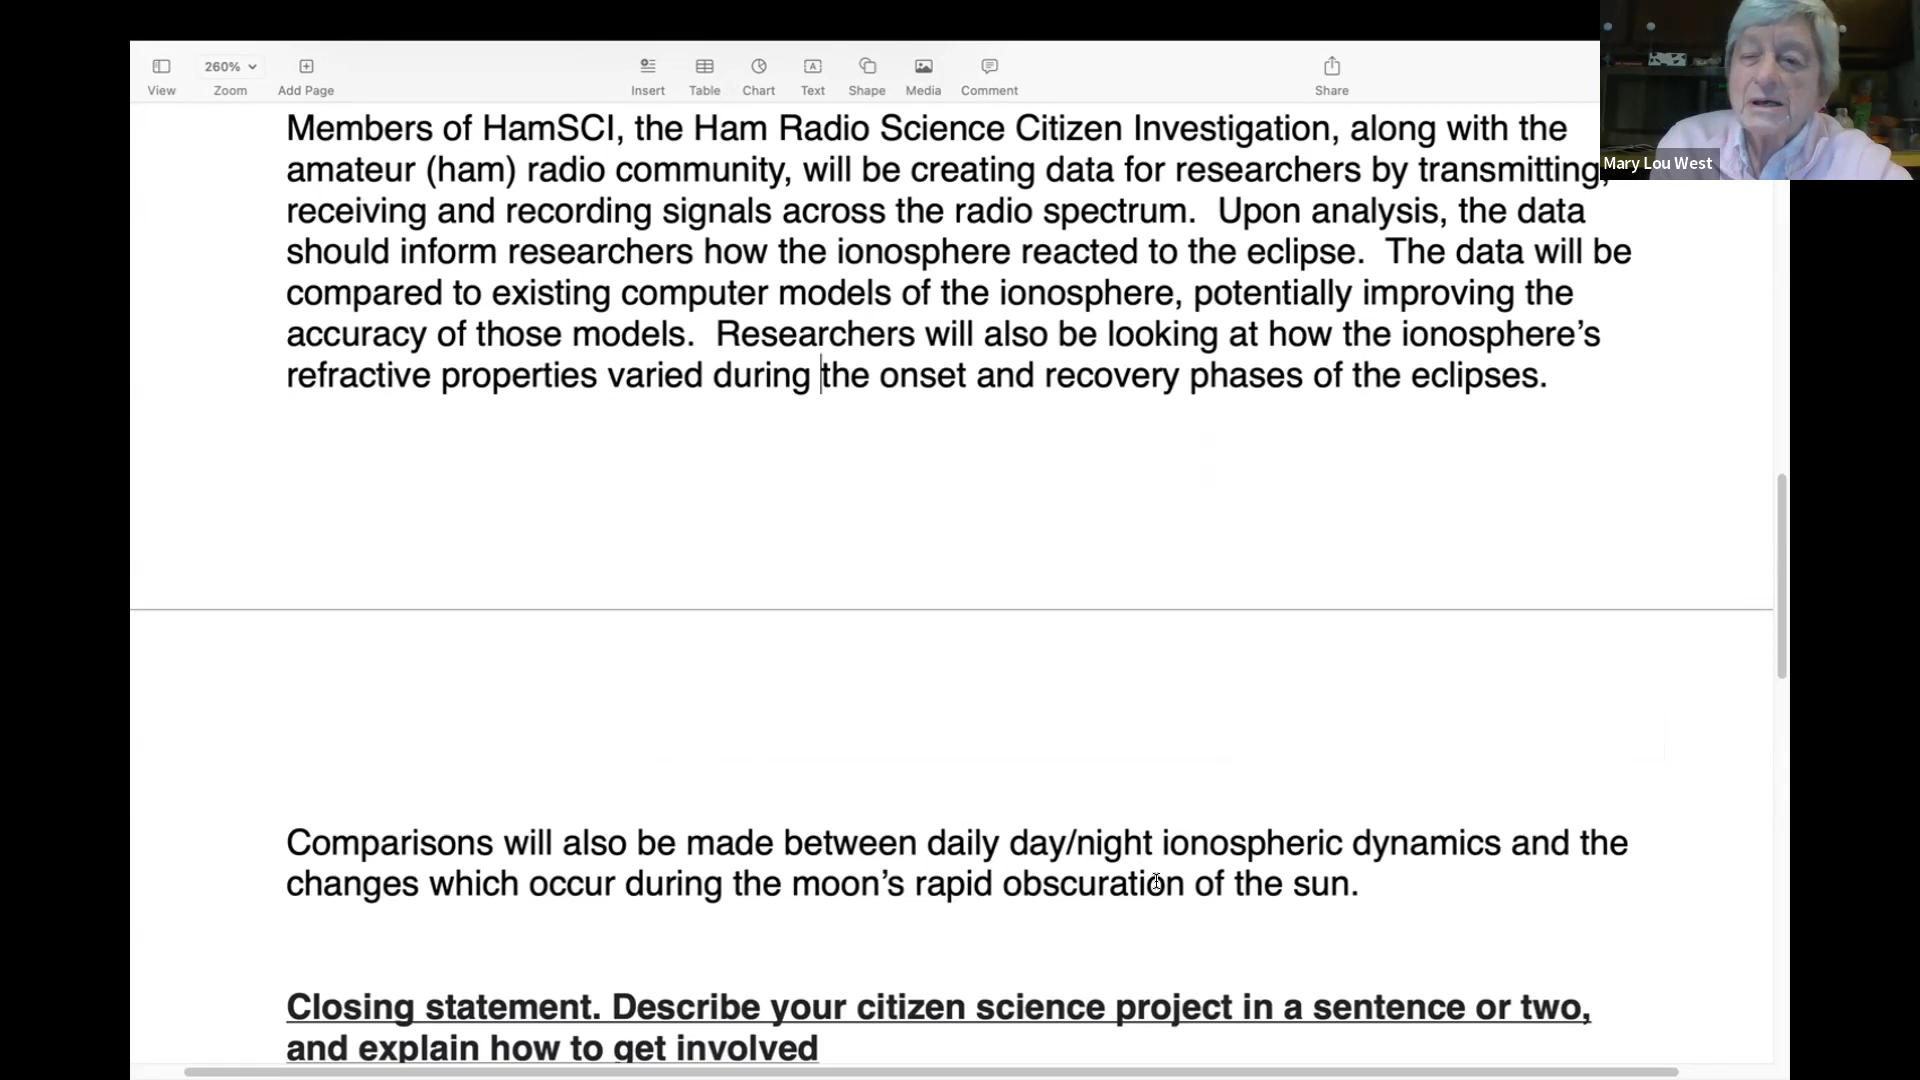 260%
View
Zoom
Add Page
Insert
Table
Chart
Text
Shape
Media
Comment
Share
Mary Lou West
Members of HamSCI, the Ham Radio Science Citizen Investigation, along with the
amateur (ham) radio community, will be creating data for researchers by transmitting,
receiving and recording signals across the radio spectrum.  Upon analysis, the data
should inform researchers how the ionosphere reacted to the eclipse.  The data will be
compared to existing computer models of the ionosphere, potentially improving the
accuracy of those models.  Researchers will also be looking at how the ionosphere’s
refractive properties varied during the onset and recovery phases of the eclipses.
Comparisons will also be made between daily day/night ionospheric dynamics and the
changes which occur during the moon’s rapid obscuration of the sun.
Closing statement. Describe your citizen science project in a sentence or two,
and explain how to get involved